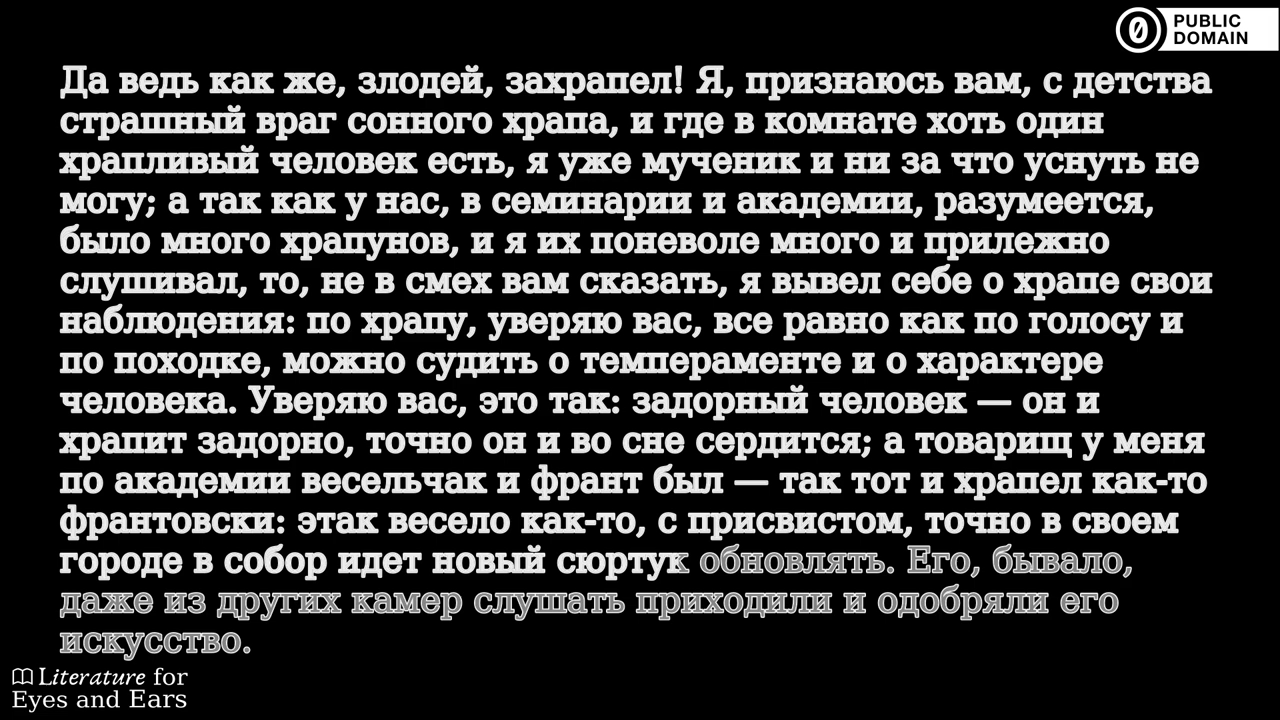 PUBLIC
DOMAIN
Да ведь как же, злодей, захрапел! Я, признаюсь вам, с детства
страшный враг сонного храпа, и где в комнате хоть один
храпливый человек есть, я уже мученик и ни за что уснуть не
могу; а так как у нас, в семинарии и академии, разумеется,
было много храпунов, и я их поневоле много и прилежно
слушивал, то, не в смех вам сказать, я вывел себе о храпе свои
наблюдения: по храпу, уверяю вас, все равно как по голосу и
по походке, можно судить о темпераменте и о характере
человека. Уверяю вас, это так: задорный человек — он и
храпит задорно, точно он и во сне сердится; а товарищ у меня
по академии весельчак и франт был — так тот и храпел как-то
франтовски: этак весело как-то, с присвистом, точно в своем
городе в собор идет новый сюртук обновлять. Его, бывало,
даже из других камер слушать приходили и одобряли его
искусство.
Literature for
Eyes and Ears